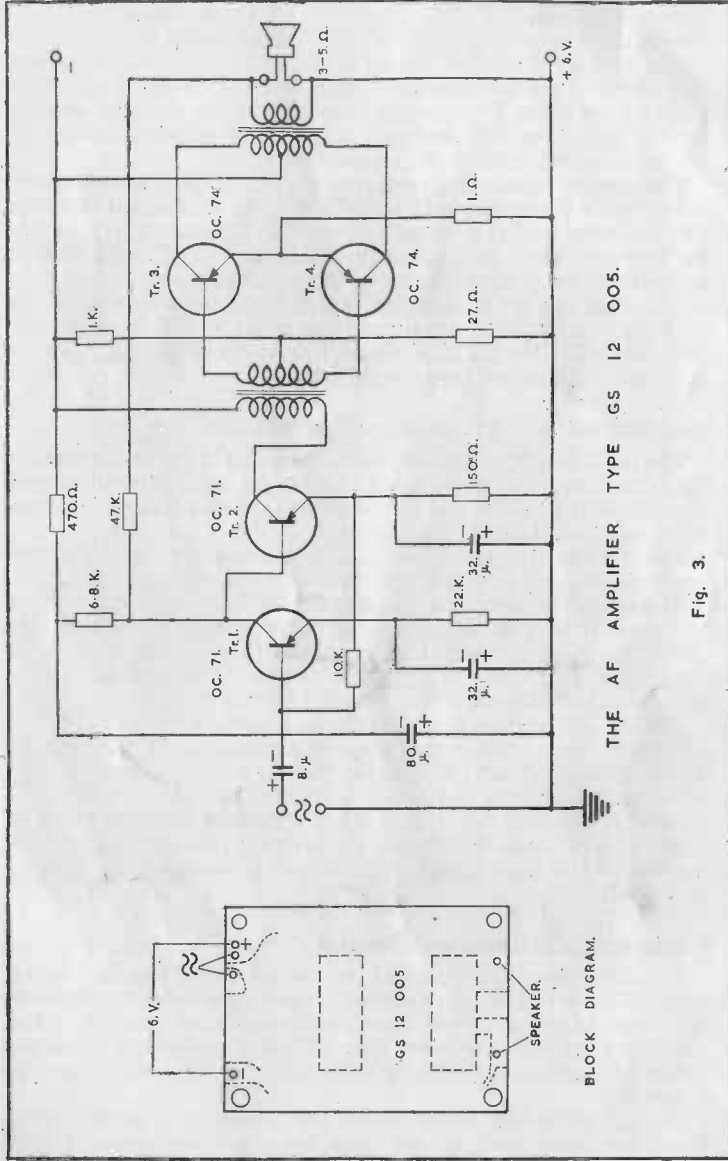 6.V.
+
−
GS 12 005
SPEAKER.
BLOCK DIAGRAM.
−
470.Ω.
6·8.K.
47.K.
1.K.
OC. 71.
Tr.1.
OC. 71.
Tr. 2.
Tr. 3.
OC. 74.
Tr. 4.
OC. 74.
3-5.Ω.
+ −
8.μ
10.K.
−
80.
μ.
+
−
32.
μ.
+
22.K.
−
32.
μ.
+
150.Ω.
27.Ω.
1.Ω.
+ 6.V.
THE AF AMPLIFIER TYPE GS 12 005.
Fig. 3.